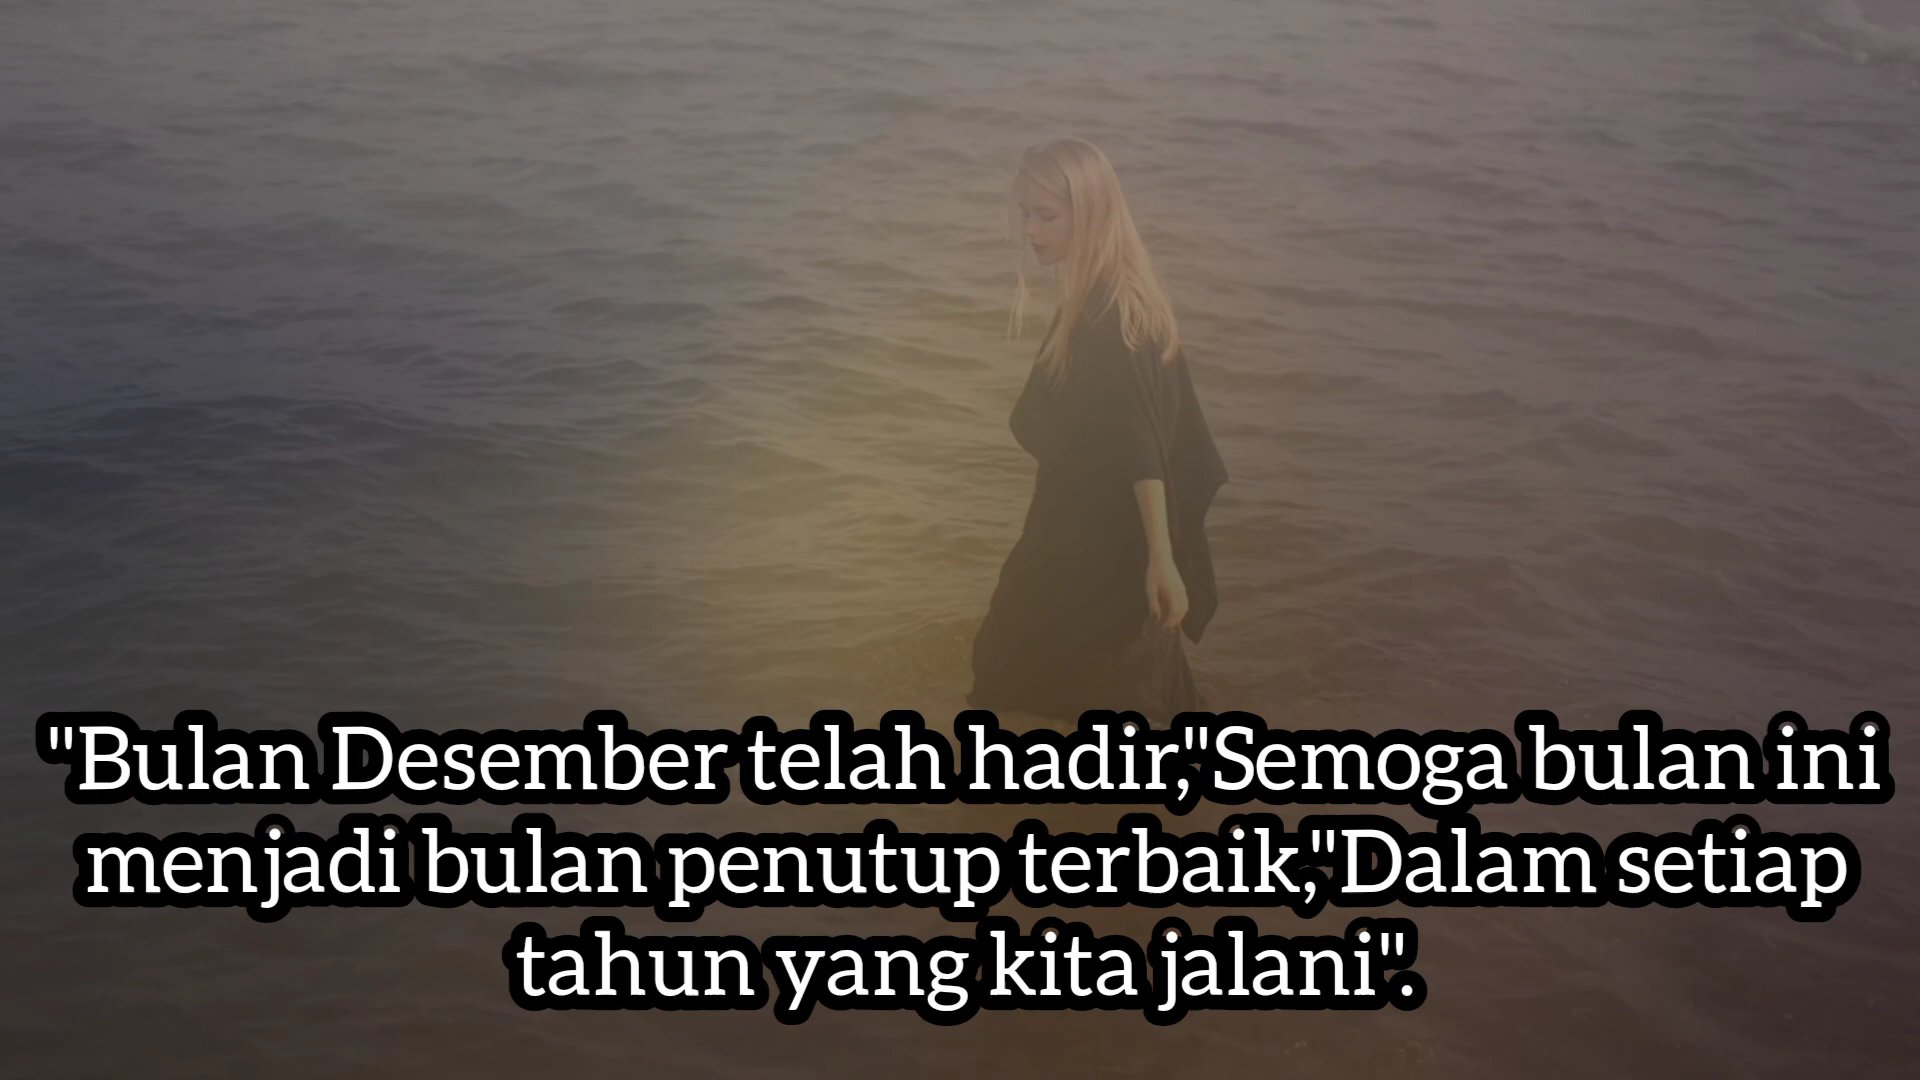 "Bulan Desember telah hadir,"Semoga bulan ini
menjadi bulan penutup terbaik,"Dalam setiap
tahun yang kita jalani".